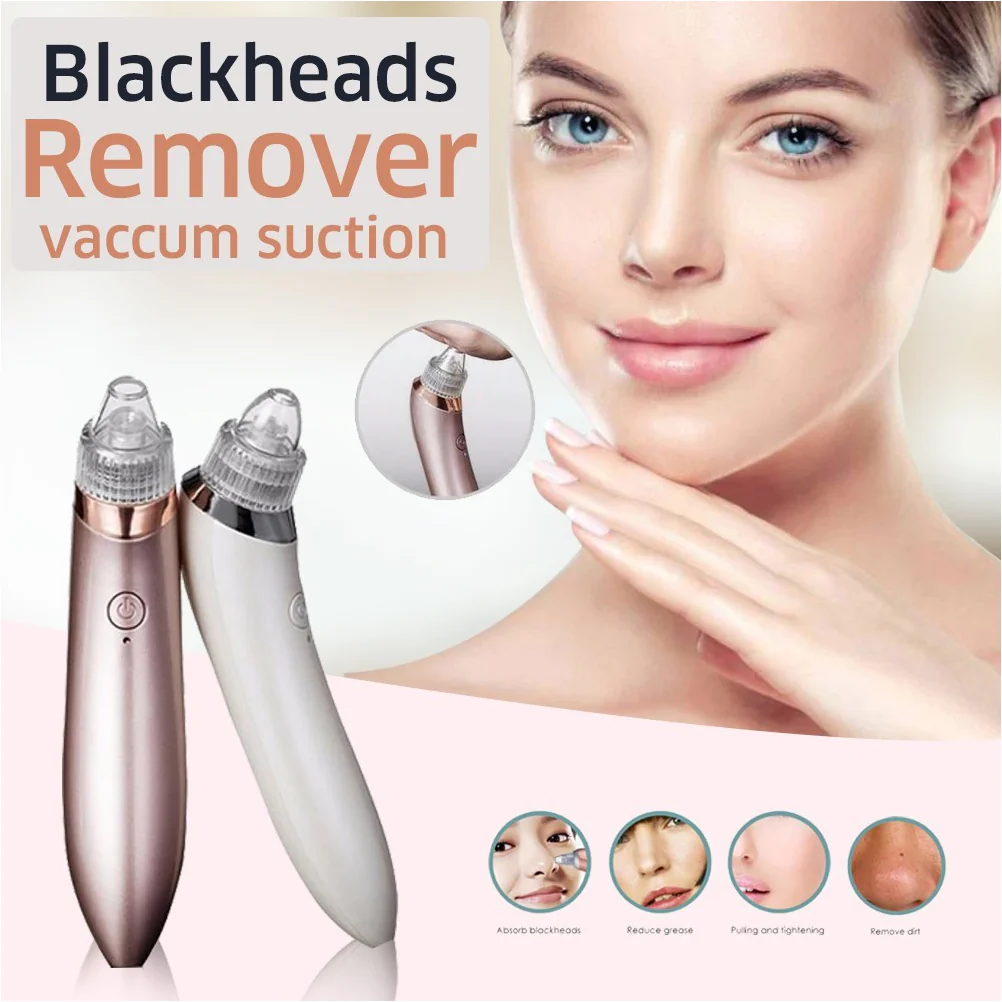 Blackheads
Remover
vaccum suction
Absorb blackheads
Reduce grease
Pulling and tightening
Remove dirt